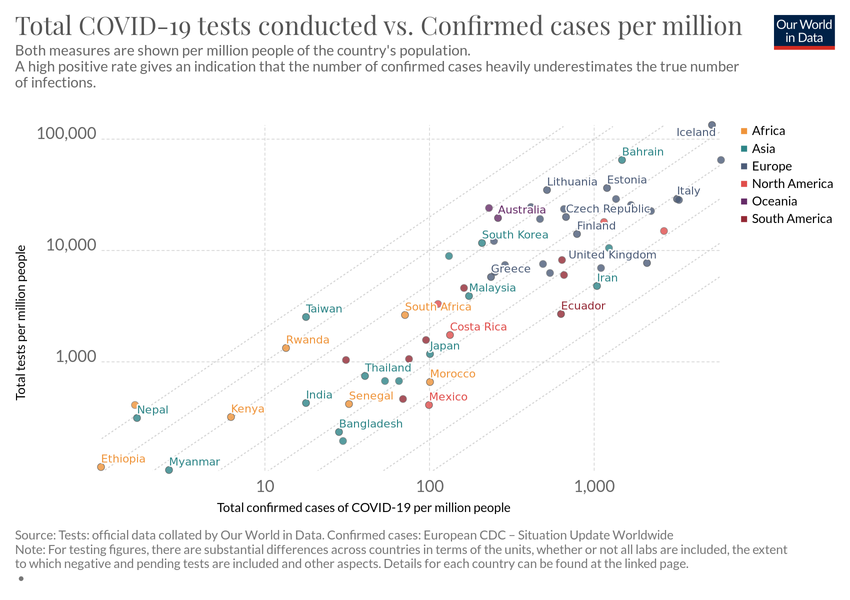 Total COVID-19 tests conducted vs. Confirmed cases per million
Our World
in Data
Both measures are shown per million people of the country's population.
A high positive rate gives an indication that the number of confirmed cases heavily underestimates the true number
of infections.
100,000
10,000
1,000
Total tests per million people
Iceland
Bahrain
Lithuania
Estonia
Italy
Australia
Czech Republic
Finland
South Korea
United Kingdom
Greece
Iran
Malaysia
Taiwan
South Africa
Ecuador
Costa Rica
Rwanda
Japan
Thailand
Morocco
India
Senegal
Mexico
Nepal
Kenya
Bangladesh
Ethiopia
Myanmar
Africa
Asia
Europe
North America
Oceania
South America
10
100
1,000
Total confirmed cases of COVID-19 per million people
Source: Tests: official data collated by Our World in Data. Confirmed cases: European CDC – Situation Update Worldwide
Note: For testing figures, there are substantial differences across countries in terms of the units, whether or not all labs are included, the extent
to which negative and pending tests are included and other aspects. Details for each country can be found at the linked page.
•